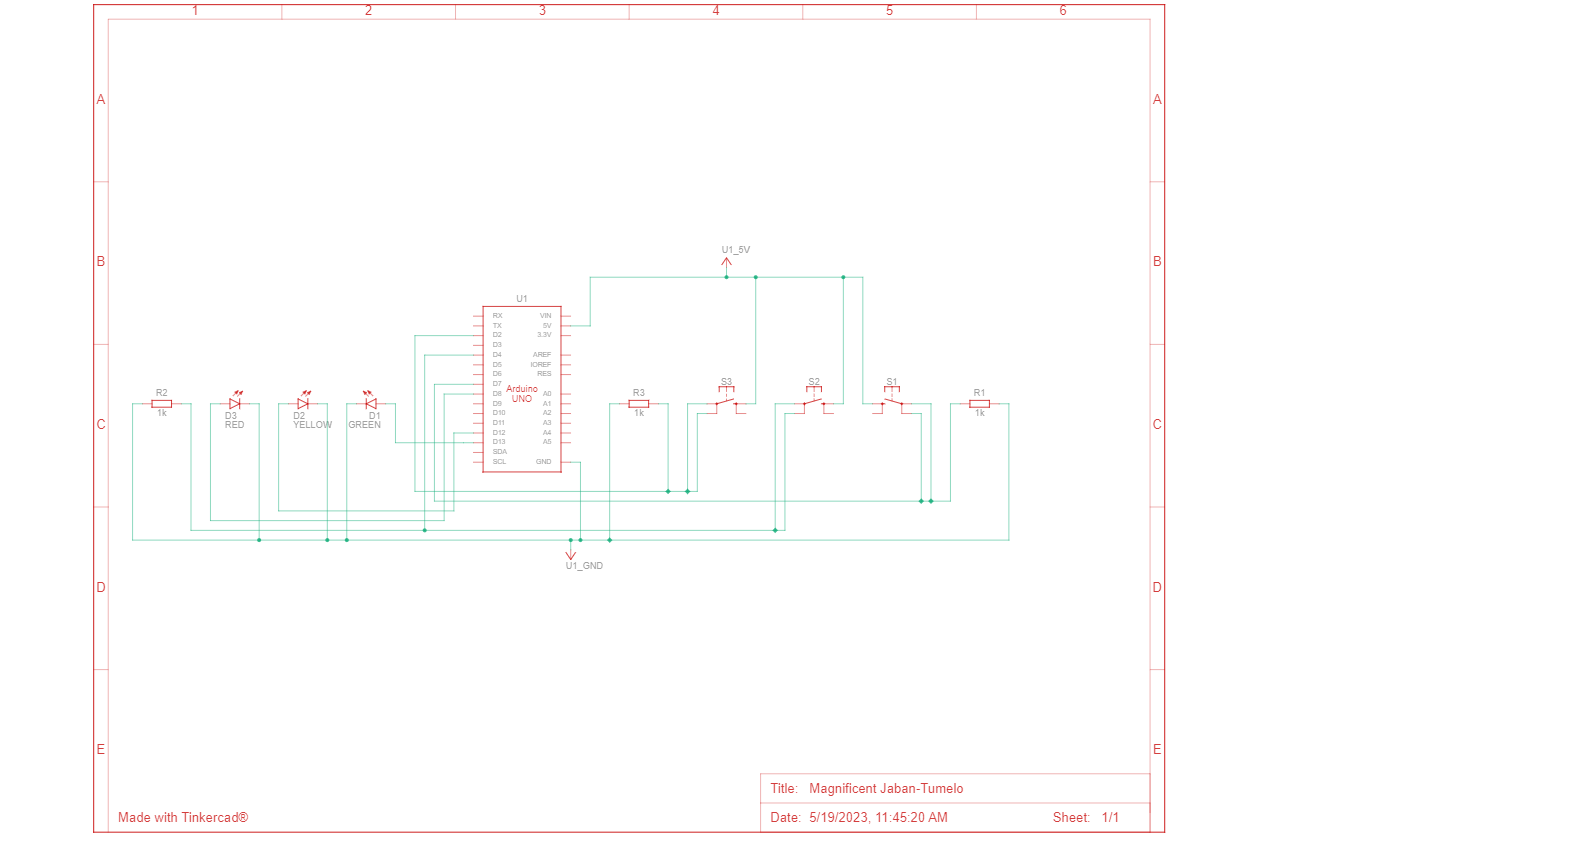 1 2 3 4 5 6
A A
U1_5V
B B
U1
RX VIN
TX 5V
D2 3.3V
D3
D4 AREF
D5 IOREF
D6 RES
D7
Arduino
UNO
D8 A0
D9 A1
D10 A2
D11 A3
D12 A4
D13 A5
SDA
SCL GND
R2 R3 S3 S2 S1 R1
1k 1k 1k
D3 D2 D1
RED YELLOW GREEN
C C
U1_GND
D D
E E
Title: Magnificent Jaban-Tumelo
Made with Tinkercad®
Date: 5/19/2023, 11:45:20 AM Sheet: 1/1